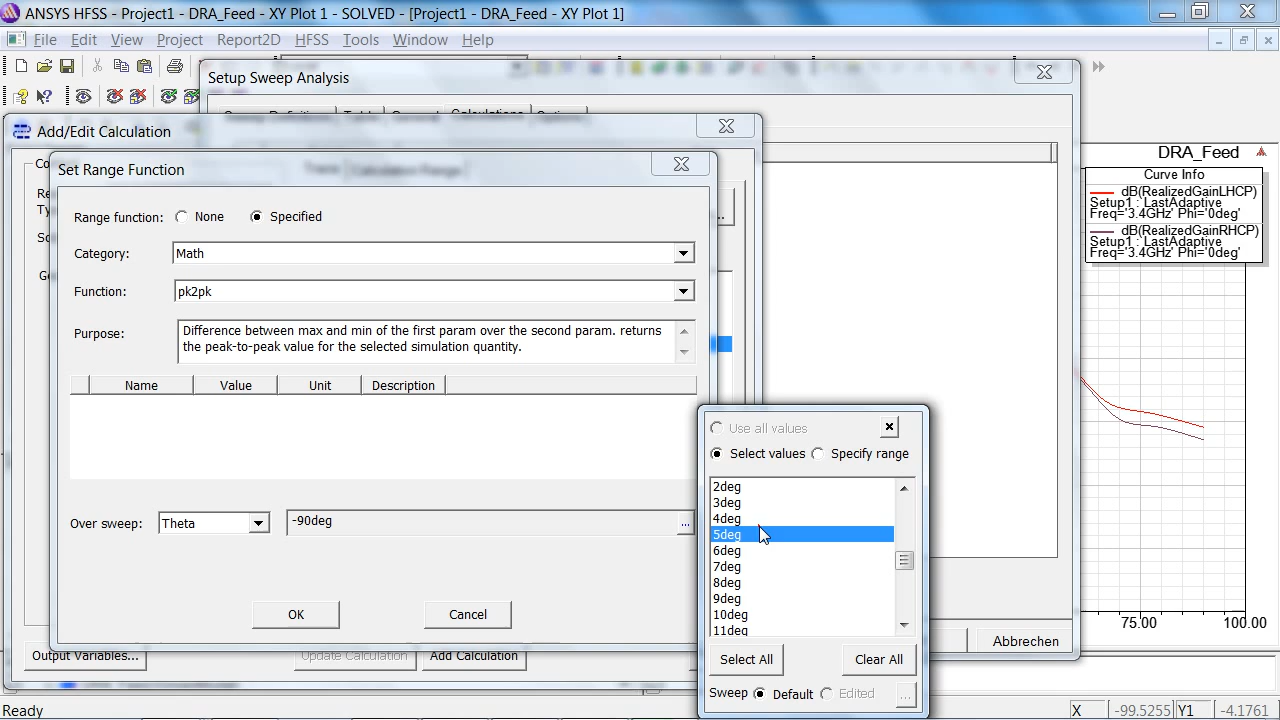 ANSYS HFSS - Project1 - DRA_Feed - XY Plot 1 - SOLVED - [Project1 - DRA_Feed - XY Plot 1]
File Edit View Project Report2D HFSS Tools Window Help
Setup Sweep Analysis
Calculations
Add/Edit Calculation
Set Range Function
Range function: None Specified
Category: Math
Function: pk2pk
Purpose: Difference between max and min of the first param over the second param. returns
the peak-to-peak value for the selected simulation quantity.
Name Value Unit Description
Over sweep: Theta -90deg ...
OK Cancel
Output Variables... Update Calculation Add Calculation
Abbrechen
Use all values
Select values Specify range
2deg
3deg
4deg
5deg
6deg
7deg
8deg
9deg
10deg
11deg
Select All Clear All
Sweep Default Edited ...
DRA_Feed
Curve Info
dB(RealizedGainLHCP)
Setup1 : LastAdaptive
Freq='3.4GHz' Phi='0deg'
dB(RealizedGainRHCP)
Setup1 : LastAdaptive
Freq='3.4GHz' Phi='0deg'
75.00 100.00
Ready
X -99.5255 Y1 -4.1761